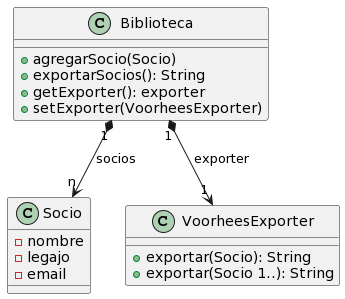 C Biblioteca
agregarSocio(Socio)
exportarSocios(): String
getExporter(): exporter
setExporter(VoorheesExporter)
1
1
socios
exporter
n
1
C Socio
nombre
legajo
email
C VoorheesExporter
exportar(Socio): String
exportar(Socio 1..): String